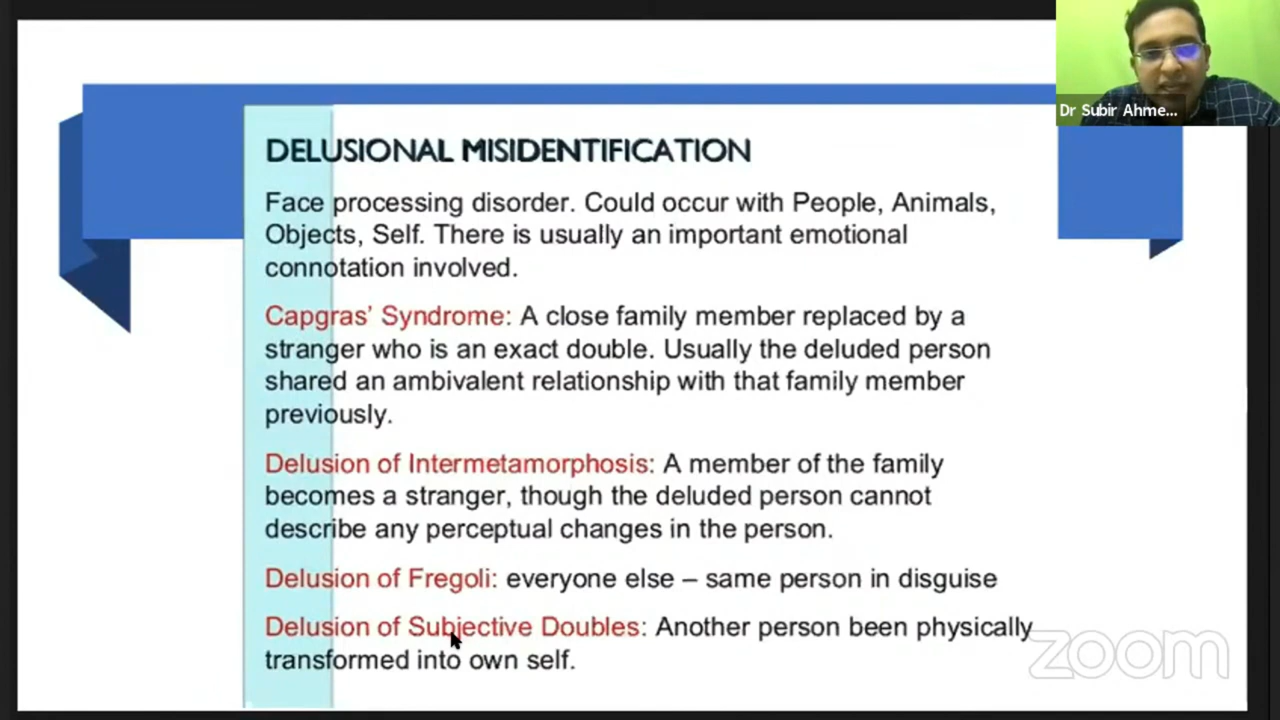 Dr Subir Ahme...
DELUSIONAL MISIDENTIFICATION
Face processing disorder. Could occur with People, Animals,
Objects, Self. There is usually an important emotional
connotation involved.
Capgras’ Syndrome: A close family member replaced by a
stranger who is an exact double. Usually the deluded person
shared an ambivalent relationship with that family member
previously.
Delusion of Intermetamorphosis: A member of the family
becomes a stranger, though the deluded person cannot
describe any perceptual changes in the person.
Delusion of Fregoli: everyone else – same person in disguise
Delusion of Subjective Doubles: Another person been physically
transformed into own self.
zoom